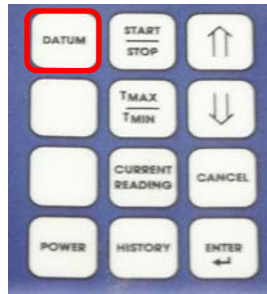 DATUM
START
STOP
⇑
TMAX
TMIN
⇓
CURRENT
READING
CANCEL
POWER
HISTORY
ENTER
↵